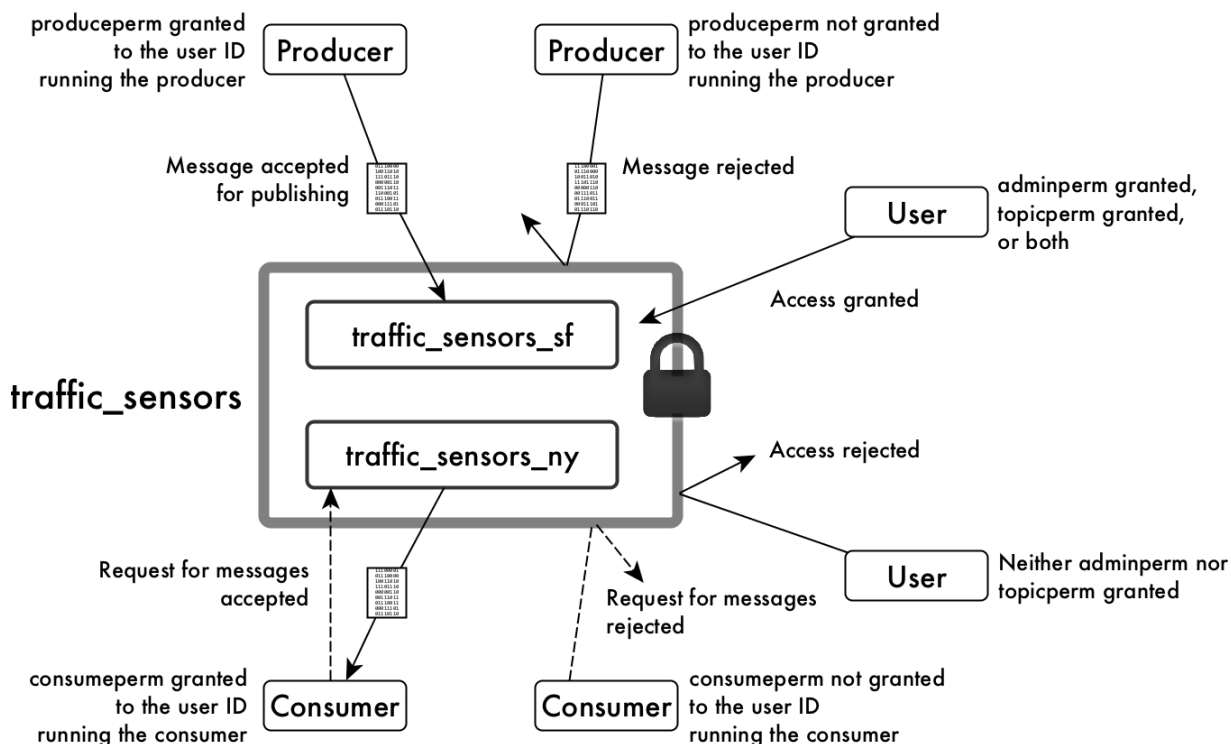 produceperm granted
to the user ID
running the producer
Producer
Producer
produceperm not granted
to the user ID
running the producer
Message accepted
for publishing
Message rejected
User
adminperm granted,
topicperm granted,
or both
Access granted
traffic_sensors_sf
traffic_sensors
traffic_sensors_ny
Access rejected
Request for messages
accepted
Request for messages
rejected
User
Neither adminperm nor
topicperm granted
consumeperm granted
to the user ID
running the consumer
Consumer
Consumer
consumeperm not granted
to the user ID
running the consumer